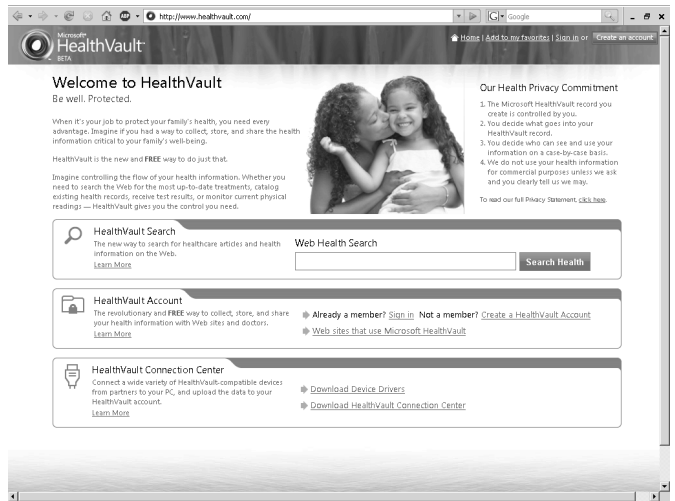 ABP
http://www.healthvault.com/
G
Google
Microsoft
HealthVault
BETA
Home | Add to my favorites | Sign in or Create an account
Welcome to HealthVault
Be well. Protected.
When it's your job to protect your family's health, you need every
advantage. Imagine if you had a way to collect, store, and share the health
information critical to your family's well-being.
HealthVault is the new and FREE way to do just that.
Imagine controlling the flow of your health information. Whether you
need to search the Web for the most up-to-date treatments, catalog
existing health records, receive test results, or monitor current physical
readings — HealthVault gives you the control you need.
Our Health Privacy Commitment
1. The Microsoft HealthVault record you
create is controlled by you.
2. You decide what goes into your
HealthVault record.
3. You decide who can see and use your
information on a case-by-case basis.
4. We do not use your health information
for commercial purposes unless we ask
and you clearly tell us we may.
To read our full Privacy Statement, click here.
HealthVault Search
The new way to search for healthcare articles and health
information on the Web.
Learn More
Web Health Search
Search Health
HealthVault Account
The revolutionary and FREE way to collect, store, and share
your health information with Web sites and doctors.
Learn More
Already a member? Sign in Not a member? Create a HealthVault Account
Web sites that use Microsoft HealthVault
HealthVault Connection Center
Connect a wide variety of HealthVault-compatible devices
from partners to your PC, and upload the data to your
HealthVault account.
Learn More
Download Device Drivers
Download HealthVault Connection Center